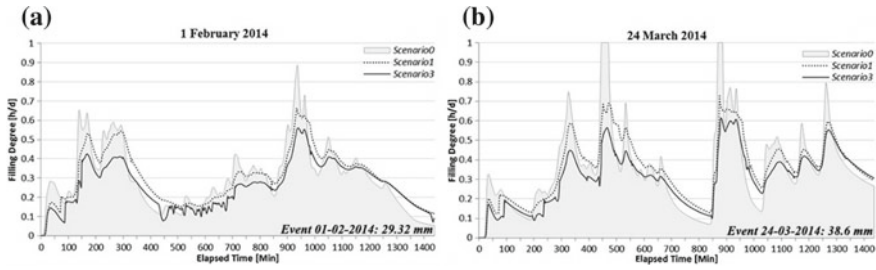 (a)
1 February 2014
Filling Degree [h/d]
1
0.9
0.8
0.7
0.6
0.5
0.4
0.3
0.2
0.1
0
Scenario0
Scenario1
Scenario3
Event 01-02-2014: 29.32 mm
0 100 200 300 400 500 600 700 800 900 1000 1100 1200 1300 1400
Elapsed Time [Min]
(b)
24 March 2014
Filling Degree [h/d]
1
0.9
0.8
0.7
0.6
0.5
0.4
0.3
0.2
0.1
0
Scenario0
Scenario1
Scenario3
Event 24-03-2014: 38.6 mm
0 100 200 300 400 500 600 700 800 900 1000 1100 1200 1300 1400
Elapsed Time [Min]